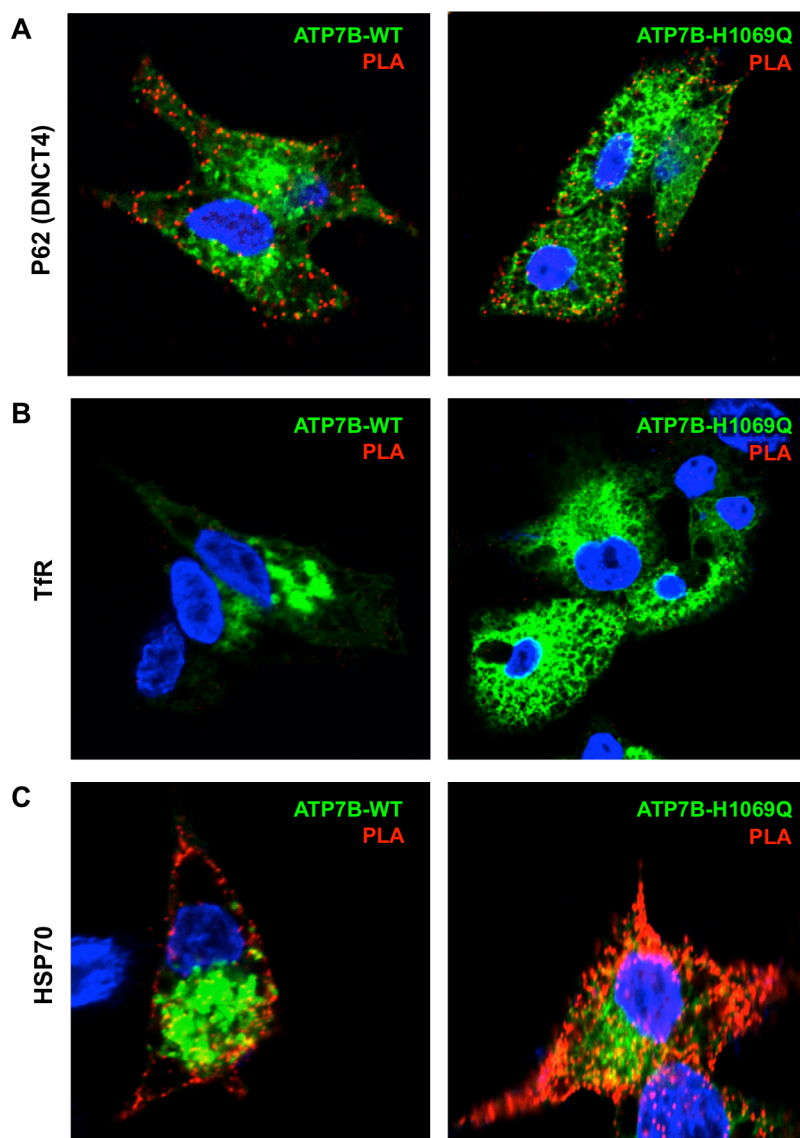 A
P62 (DNCT4)
ATP7B-WT
PLA
ATP7B-H1069Q
PLA
B
TfR
ATP7B-WT
PLA
ATP7B-H1069Q
PLA
C
HSP70
ATP7B-WT
PLA
ATP7B-H1069Q
PLA